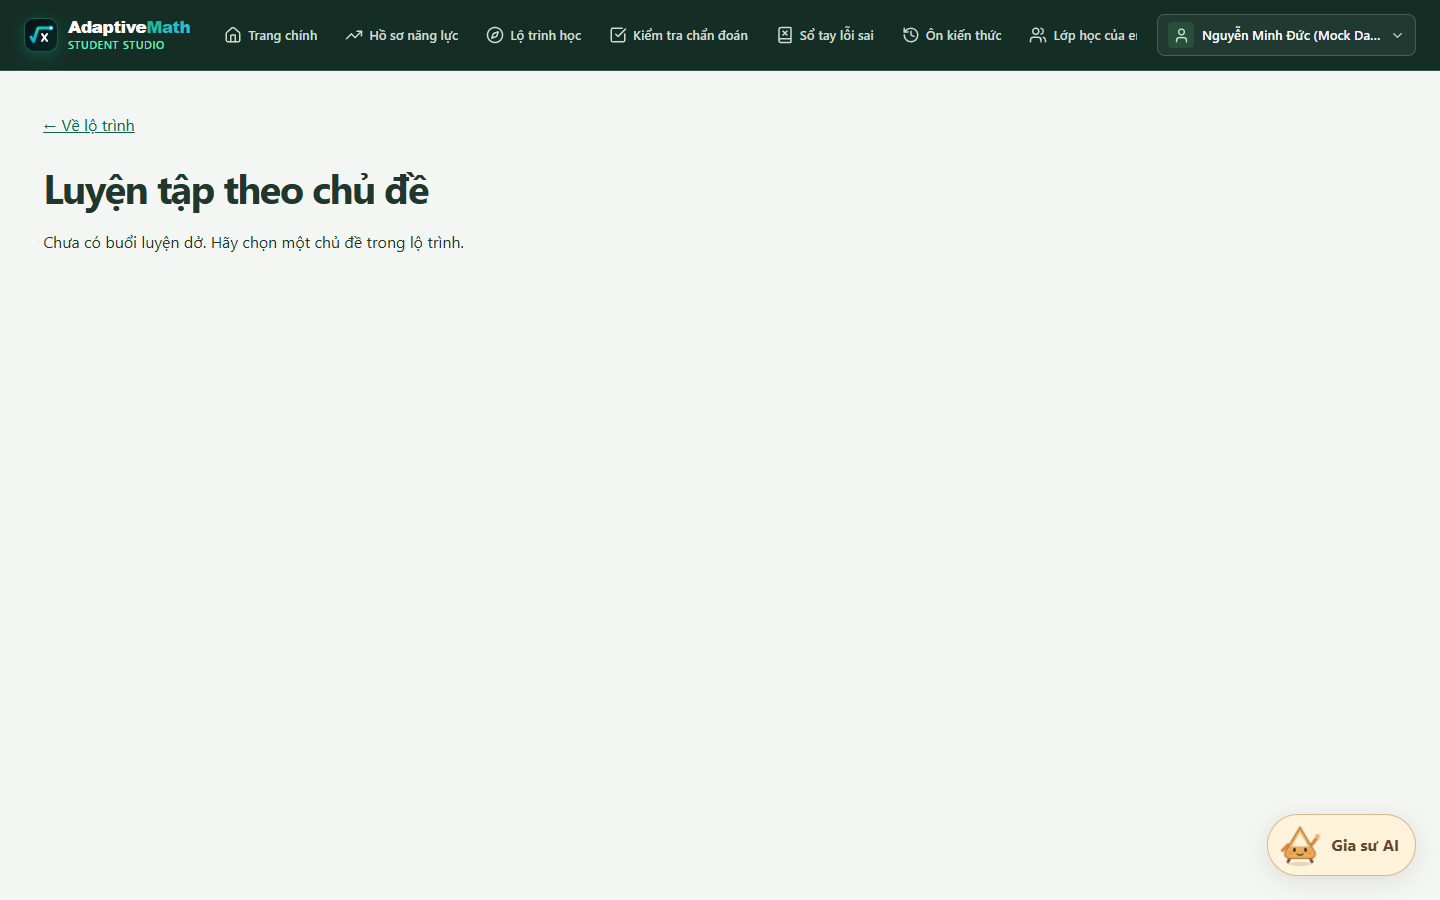 AdaptiveMath
STUDENT STUDIO
Trang chính
Hồ sơ năng lực
Lộ trình học
Kiểm tra chẩn đoán
Sổ tay lỗi sai
Ôn kiến thức
Lớp học của
Nguyễn Minh Đức (Mock Da...
← Về lộ trình
Luyện tập theo chủ đề
Chưa có buổi luyện dở. Hãy chọn một chủ đề trong lộ trình.
Gia sư AI